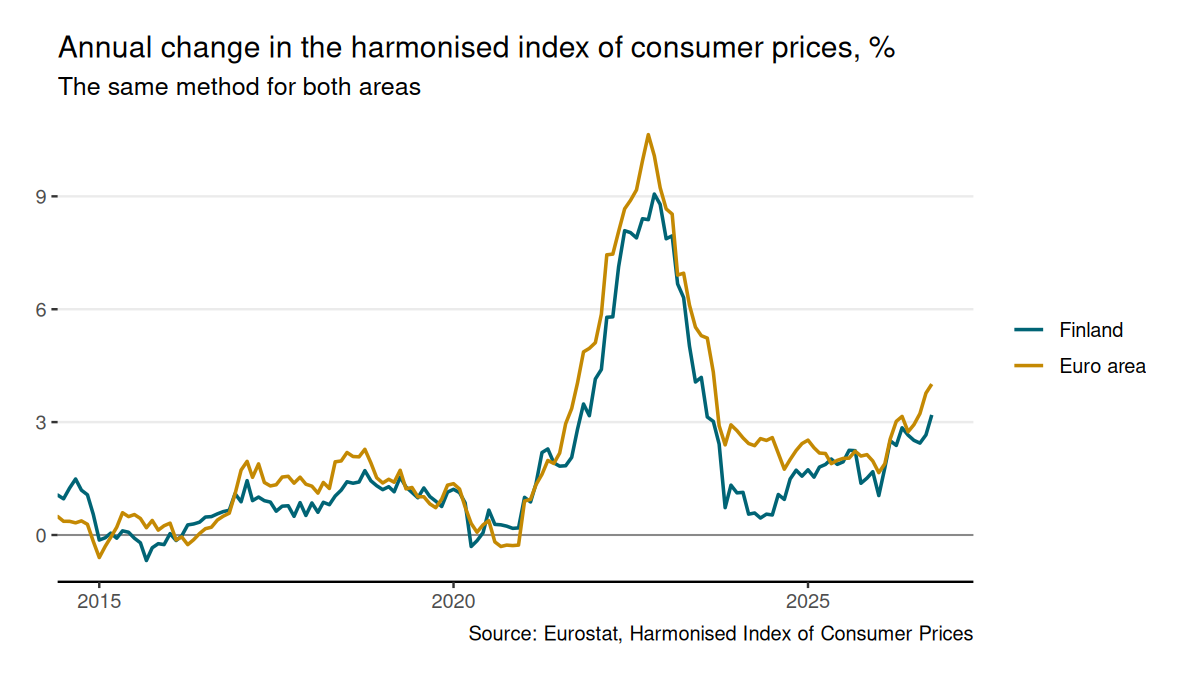 Annual change in the harmonised index of consumer prices, %
The same method for both areas
9
6
3
0
Finland
Euro area
2015
2020
2025
Source: Eurostat, Harmonised Index of Consumer Prices